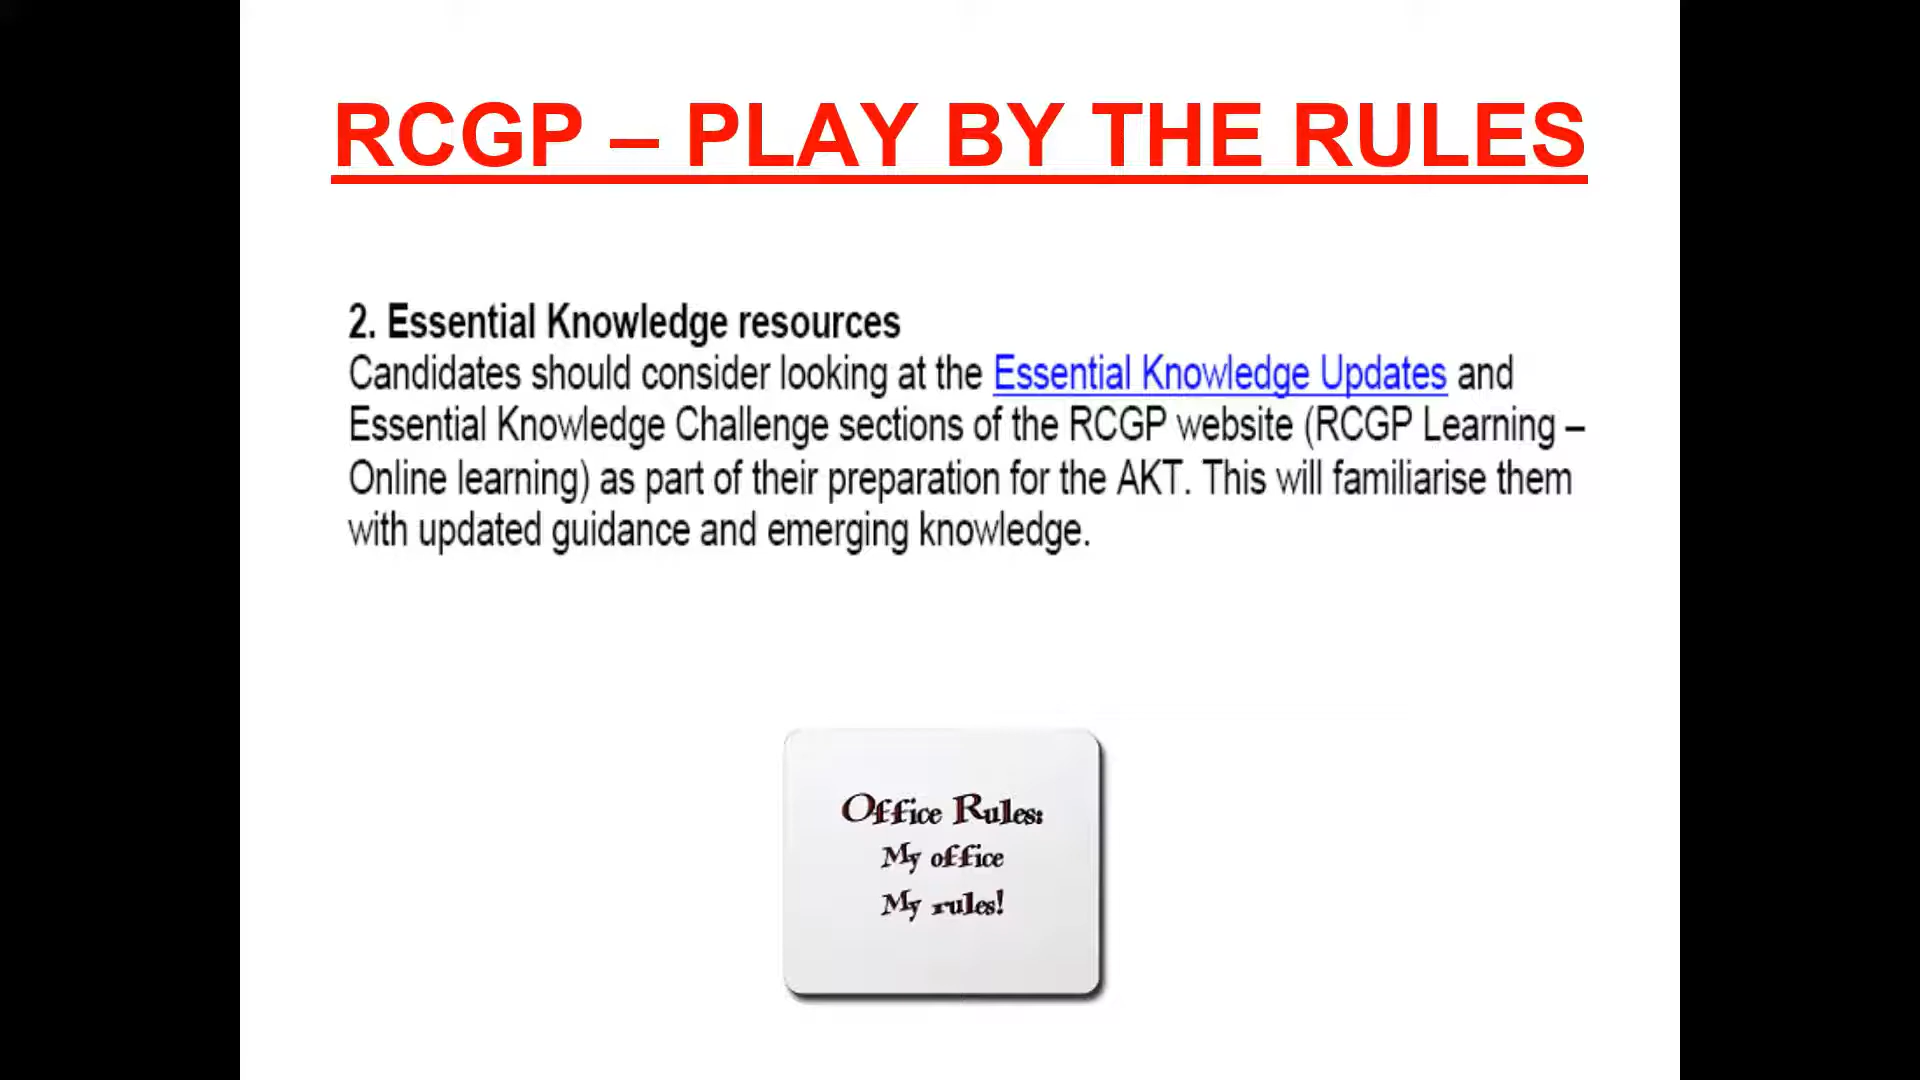 RCGP – PLAY BY THE RULES
2. Essential Knowledge resources
Candidates should consider looking at the Essential Knowledge Updates and
Essential Knowledge Challenge sections of the RCGP website (RCGP Learning –
Online learning) as part of their preparation for the AKT. This will familiarise them
with updated guidance and emerging knowledge.
Office Rules:
My office
My rules!